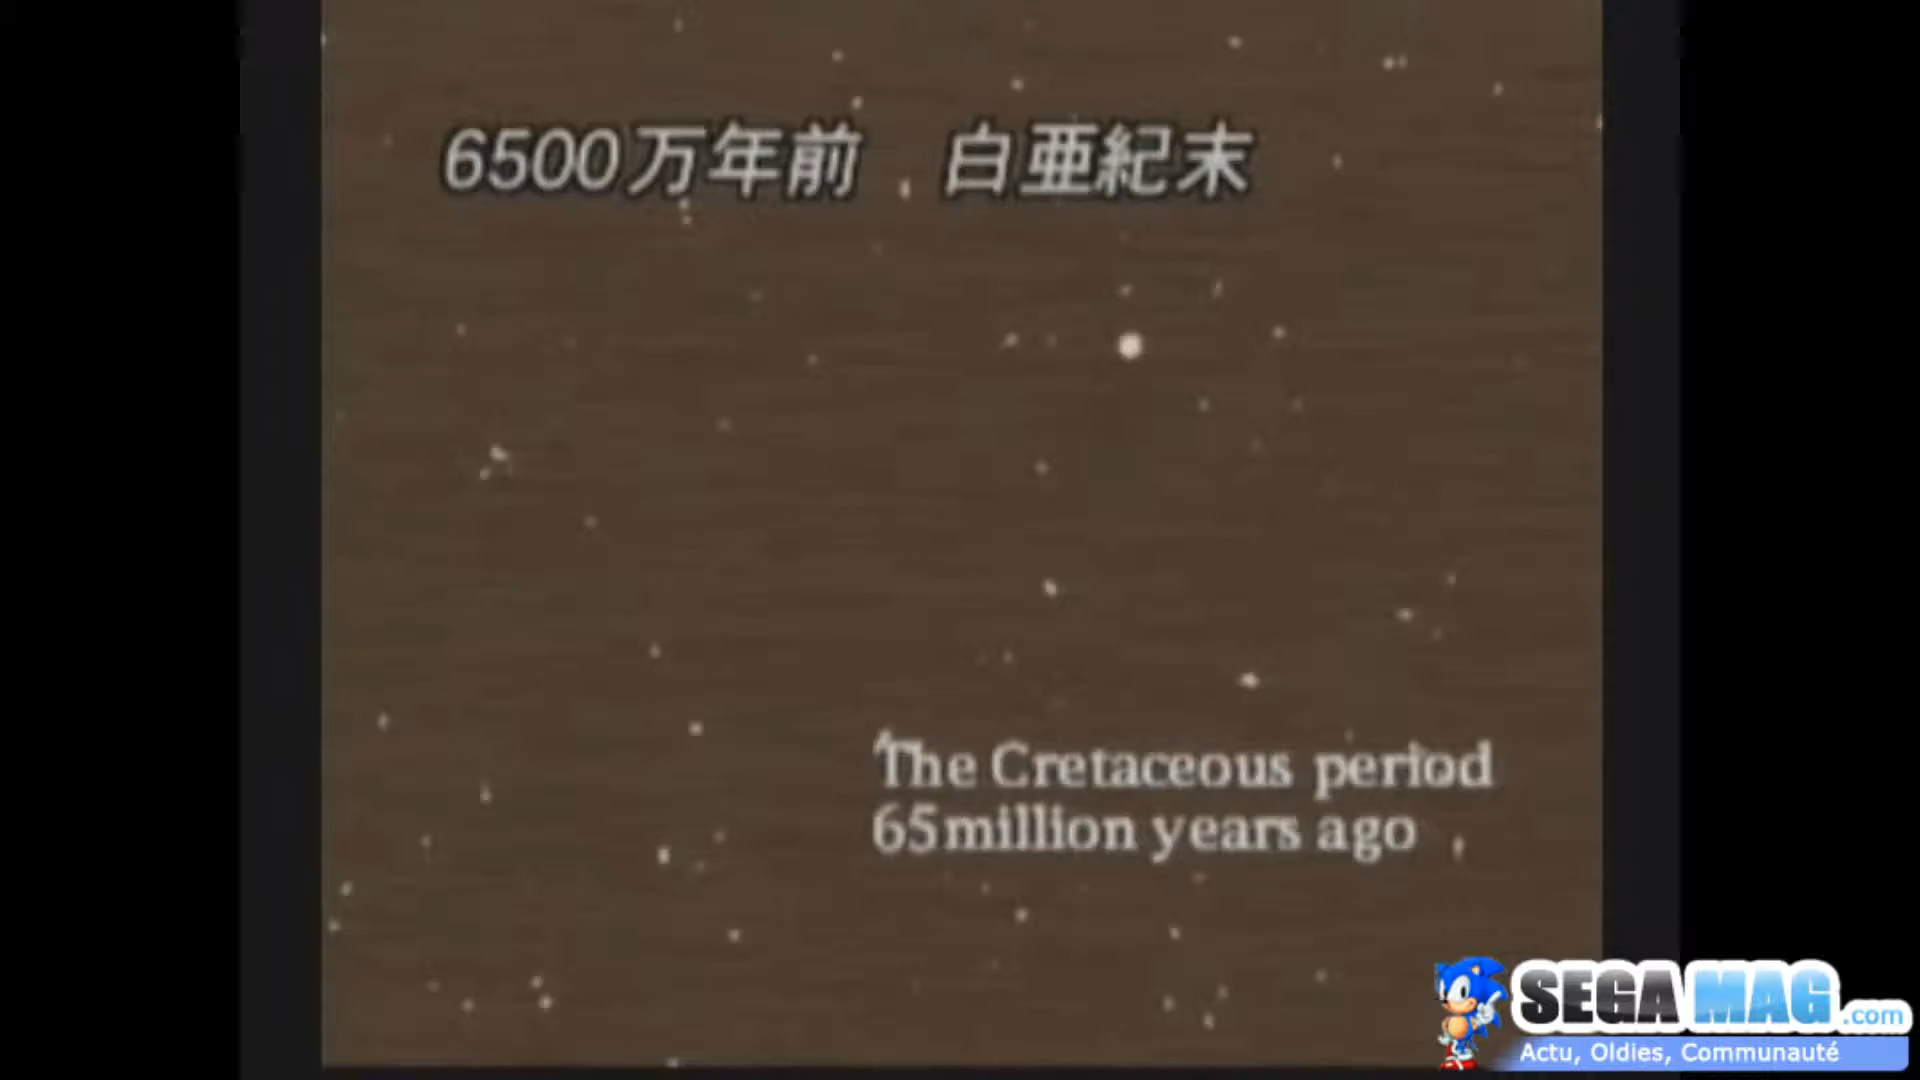 6500万年前　白亜紀末
The Cretaceous period
65million years ago
SEGA MAG.com
Actu, Oldies, Communauté